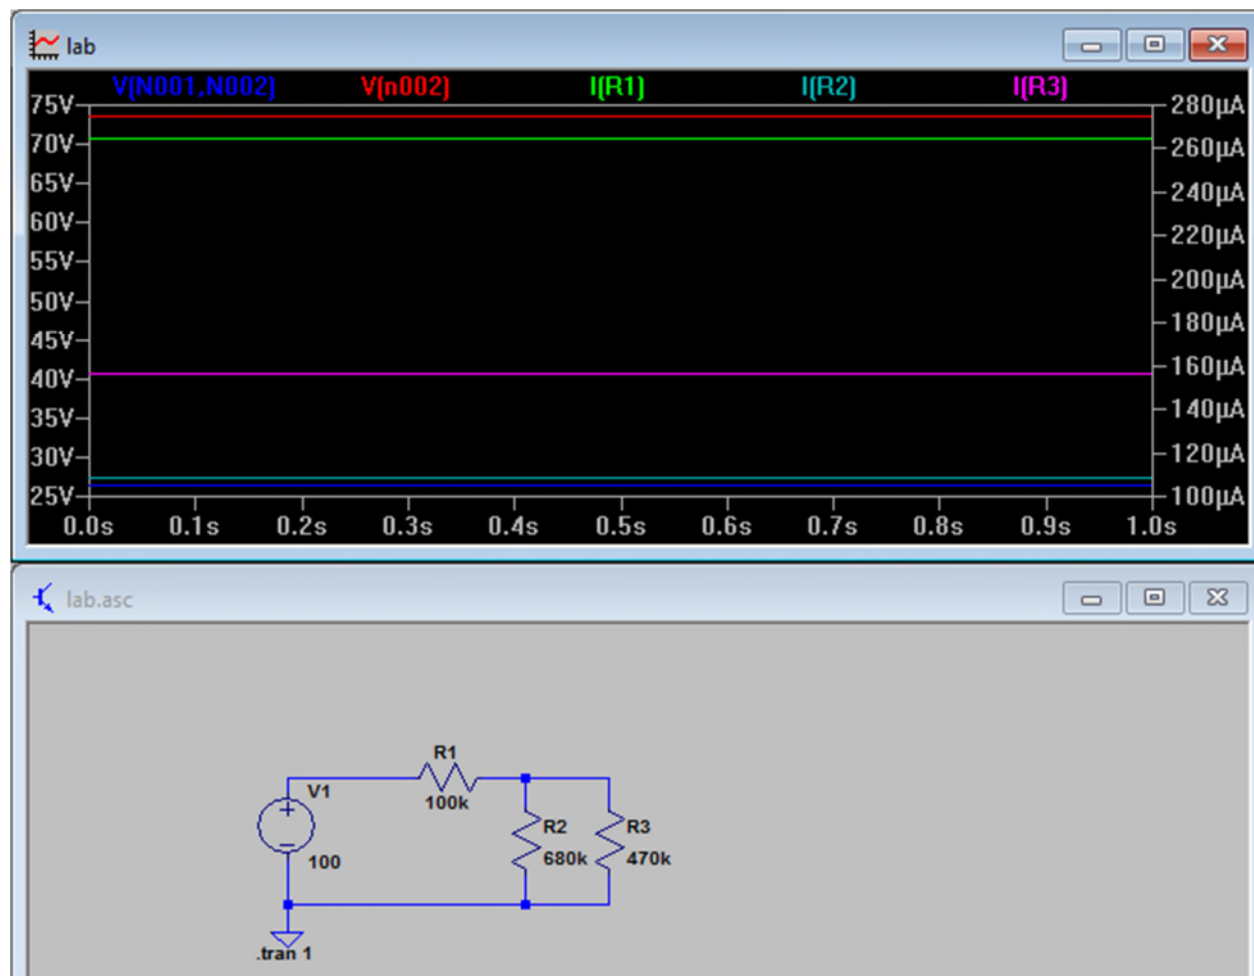 lab
V(N001,N002) V(n002) I(R1) I(R2) I(R3)
75V 280µA
70V 260µA
65V 240µA
60V 220µA
55V 200µA
50V 180µA
45V 160µA
40V 140µA
35V 120µA
30V 100µA
25V
0.0s 0.1s 0.2s 0.3s 0.4s 0.5s 0.6s 0.7s 0.8s 0.9s 1.0s
lab.asc
R1
V1
100k
R2 R3
100 680k 470k
.tran 1